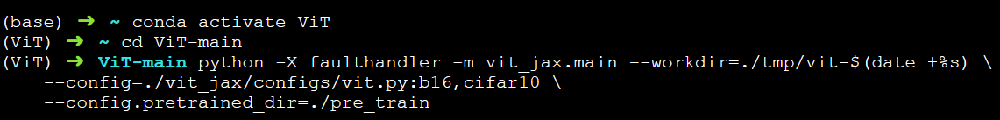 (base) ➜ ~ conda activate ViT
(ViT) ➜ ~ cd ViT-main
(ViT) ➜ ViT-main python -X faulthandler -m vit_jax.main --workdir=./tmp/vit-$(date +%s) \
--config=./vit_jax/configs/vit.py:b16,cifar10 \
--config.pretrained_dir=./pre_train